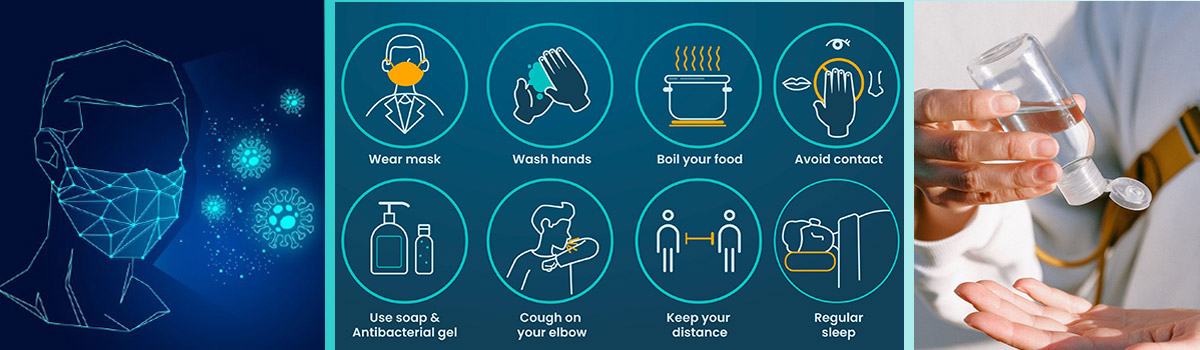 Wear mask
Wash hands
Boil your food
Avoid contact
Use soap &
Antibacterial gel
Cough on
your elbow
Keep your
distance
Regular
sleep